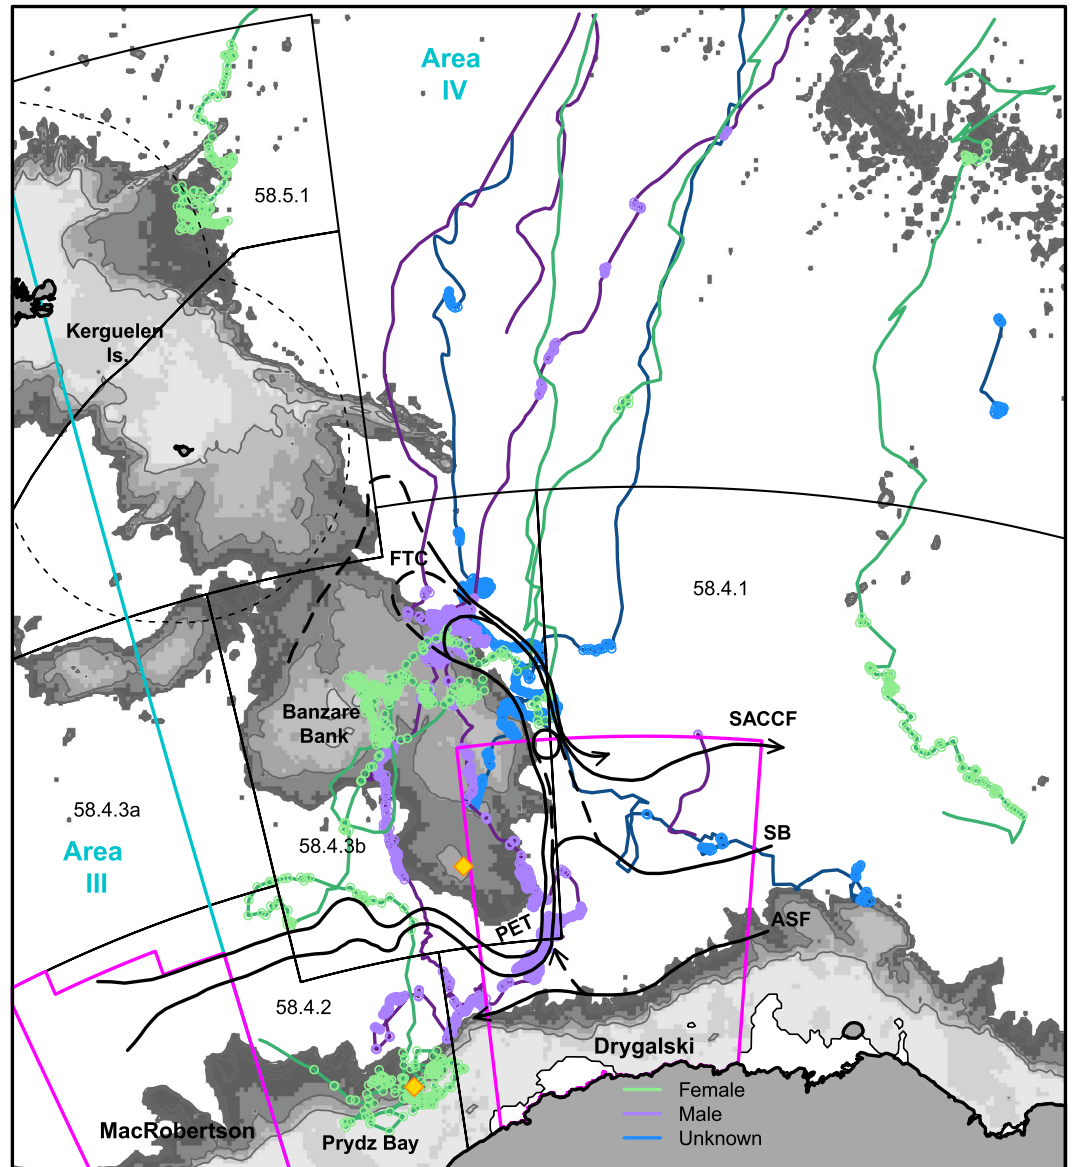 Area
IV
58.5.1
Kerguelen
Is.
FTC
58.4.1
Banzare
Bank
SACCF
58.4.3a
58.4.3b
SB
Area
III
ASF
PET
58.4.2
Drygalski
Female
Male
Unknown
MacRobertson
Prydz Bay